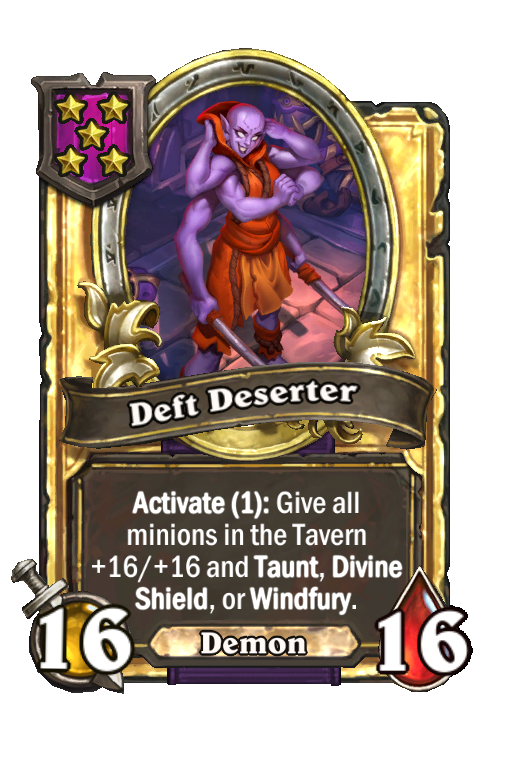 Deft Deserter
Activate (1): Give all
minions in the Tavern
+16/+16 and Taunt, Divine
Shield, or Windfury.
16
Demon
16